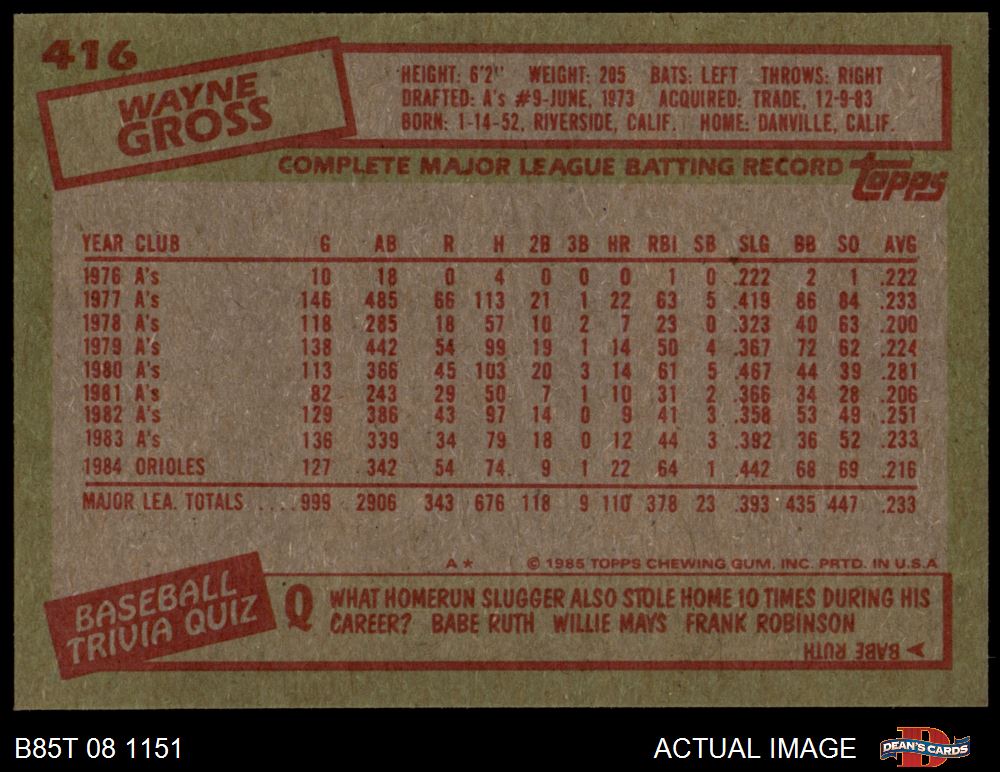 416
WAYNE
GROSS
HEIGHT: 6'2" WEIGHT: 205 BATS: LEFT THROWS: RIGHT
DRAFTED: A's #9-JUNE, 1973 ACQUIRED: TRADE, 12-9-83
BORN: 1-14-52, RIVERSIDE, CALIF. HOME: DANVILLE, CALIF.
COMPLETE MAJOR LEAGUE BATTING RECORD
topps
YEAR CLUB G AB R H 2B 3B HR RBI SB SLG BB SO AVG
1976 A's 10 18 0 4 0 0 0 1 0 .222 2 1 .222
1977 A's 146 485 66 113 21 1 22 63 5 .419 86 84 .233
1978 A's 118 285 18 57 10 2 7 23 0 .323 40 63 .200
1979 A's 138 442 54 99 19 1 14 50 4 .367 72 62 .224
1980 A's 113 366 45 103 20 3 14 61 5 .467 44 39 .281
1981 A's 82 243 29 50 7 1 10 31 2 .366 34 28 .206
1982 A's 129 386 43 97 14 0 9 41 3 .358 53 49 .251
1983 A's 136 339 34 79 18 0 12 44 3 .392 36 52 .233
1984 ORIOLES 127 342 54 74 9 1 22 64 1 .442 68 69 .216
MAJOR LEA. TOTALS .... 999 2906 343 676 118 9 110 378 23 .393 435 447 .233
A* © 1985 TOPPS CHEWING GUM, INC. PRTD. IN U.S.A.
BASEBALL
TRIVIA QUIZ
Q WHAT HOMERUN SLUGGER ALSO STOLE HOME 10 TIMES DURING HIS
CAREER? BABE RUTH WILLIE MAYS FRANK ROBINSON
BABE RUTH
B85T 08 1151
ACTUAL IMAGE
D
DEAN'S CARDS